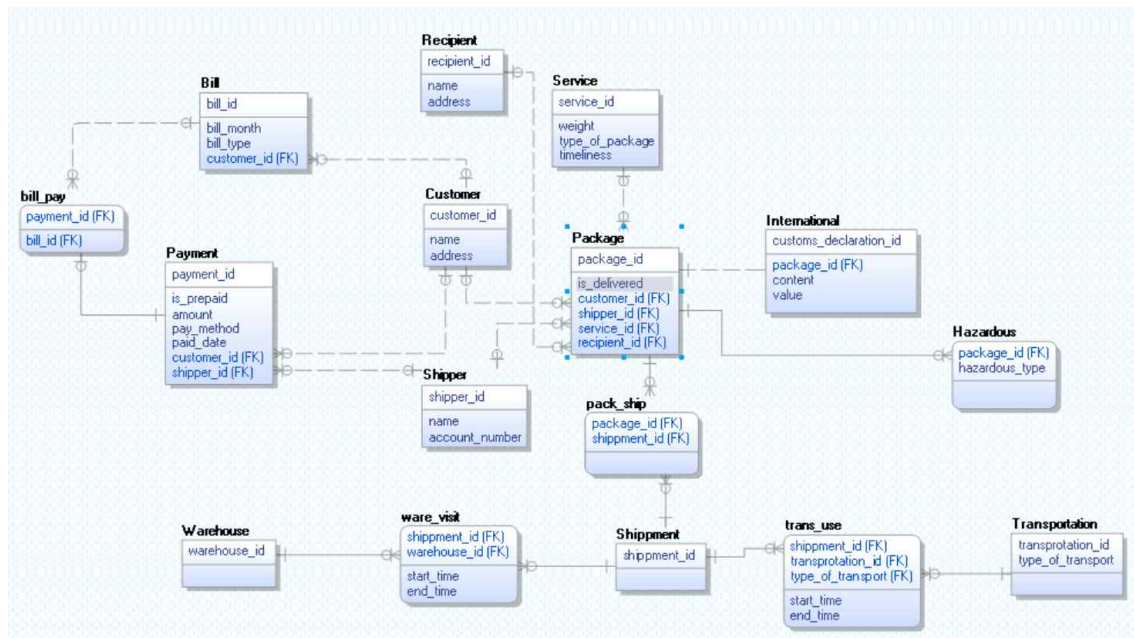 Recipient
recipient_id
name
address
Bill
bill_id
bill_month
bill_type
customer_id (FK)
Service
service_id
weight
type_of_package
timeliness
bill_pay
payment_id (FK)
bill_id (FK)
Customer
customer_id
name
address
Package
package_id
is_delivered
customer_id (FK)
shipper_id (FK)
service_id (FK)
recipient_id (FK)
International
customs_declaration_id
package_id (FK)
content
value
Payment
payment_id
is_prepaid
amount
pay_method
paid_date
customer_id (FK)
shipper_id (FK)
Hazardous
package_id (FK)
hazardous_type
Shipper
shipper_id
name
account_number
pack_ship
package_id (FK)
shippment_id (FK)
Warehouse
warehouse_id
ware_visit
shippment_id (FK)
warehouse_id (FK)
start_time
end_time
Shippment
shippment_id
trans_use
shippment_id (FK)
transprotation_id (FK)
type_of_transport (FK)
start_time
end_time
Transportation
transprotation_id
type_of_transport